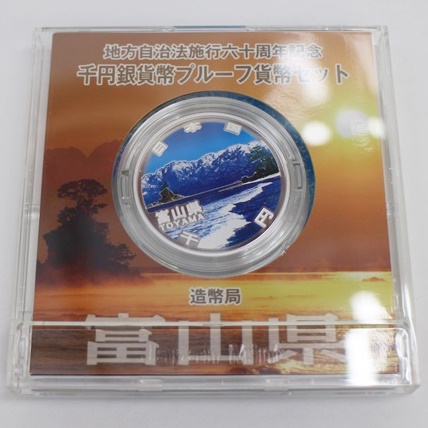 地方自治法施行六十周年記念
千円銀貨幣プルーフ貨幣セット
日本国
富山県
TOYAMA
千円
造幣局
富山県